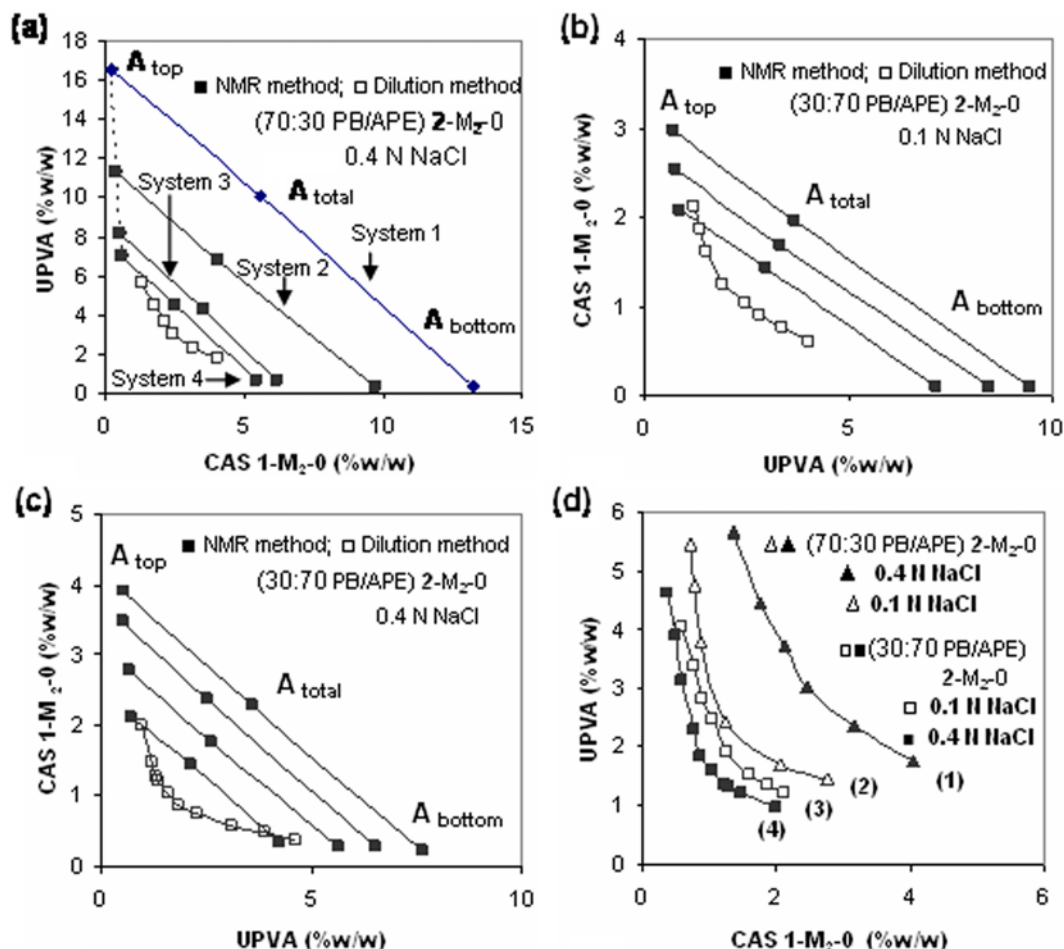 (a)
18
16
14
12
10
8
6
4
2
0
UPVA (%w/w)
A top
■ NMR method; □ Dilution method
(70:30 PB/APE) 2-M2-0
0.4 N NaCl
System 3
A total
System 1
System 2
A bottom
System 4
0 5 10 15
CAS 1-M2-0 (%w/w)
(b)
4
3
2
1
0
CAS 1-M2-0 (%w/w)
■ NMR method; □ Dilution method
(30:70 PB/APE) 2-M2-0
0.1 N NaCl
A top
A total
A bottom
0 5 10
UPVA (%w/w)
(c)
5
4
3
2
1
0
CAS 1-M2-0 (%w/w)
■ NMR method; □ Dilution method
(30:70 PB/APE) 2-M2-0
0.4 N NaCl
A top
A total
A bottom
0 5 10
UPVA (%w/w)
(d)
6
5
4
3
2
1
0
UPVA (%w/w)
△▲ (70:30 PB/APE) 2-M2-0
▲ 0.4 N NaCl
△ 0.1 N NaCl
□■ (30:70 PB/APE)
2-M2-0
□ 0.1 N NaCl
■ 0.4 N NaCl
(1)
(2)
(3)
(4)
0 2 4 6
CAS 1-M2-0 (%w/w)